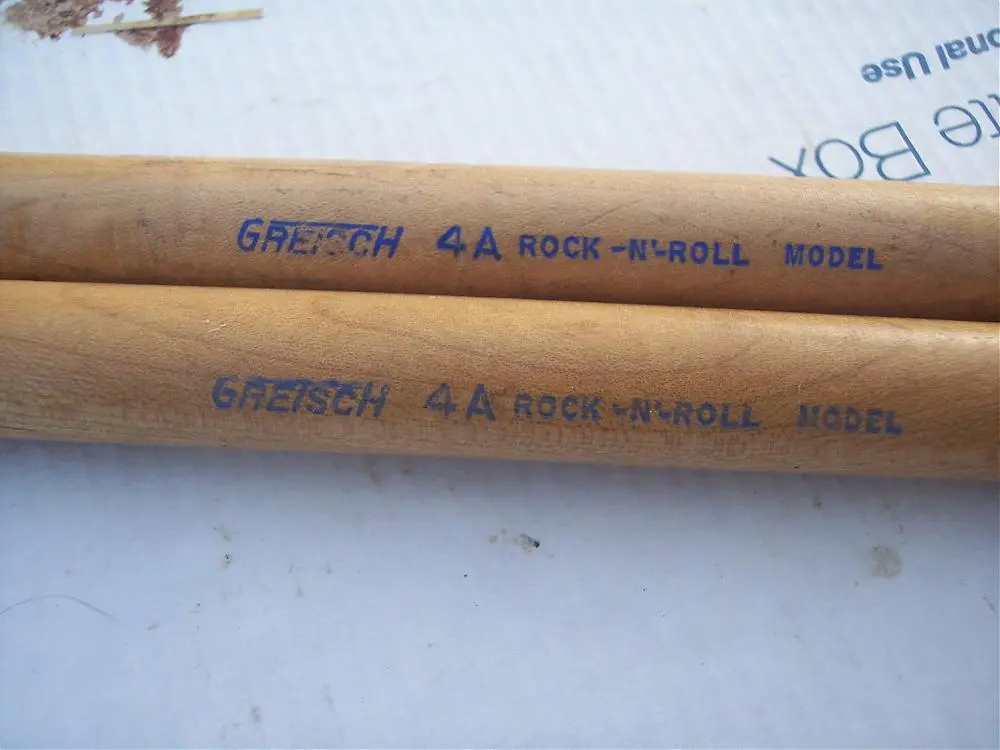 onal Use
te Box
GRETSCH 4A ROCK-N'-ROLL MODEL
GRETSCH 4A ROCK-N'-ROLL MODEL